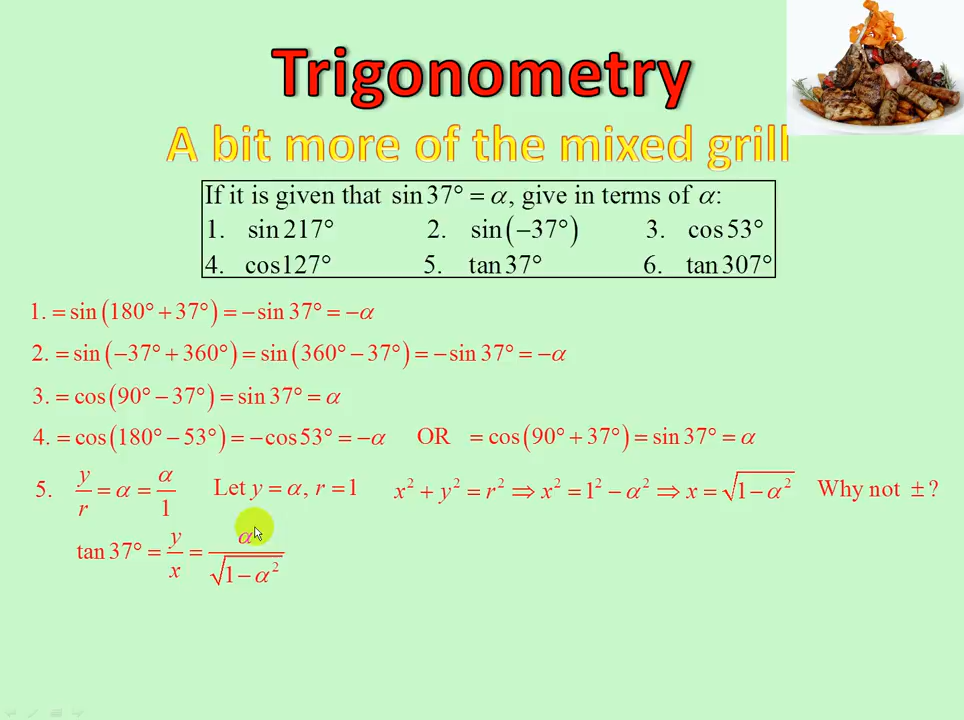 Trigonometry
A bit more of the mixed grill
If it is given that sin 37° = α, give in terms of α:
1. sin 217° 2. sin(−37°) 3. cos 53°
4. cos 127° 5. tan 37° 6. tan 307°
1. = sin(180° + 37°) = −sin 37° = −α
2. = sin(−37° + 360°) = sin(360° − 37°) = −sin 37° = −α
3. = cos(90° − 37°) = sin 37° = α
4. = cos(180° − 53°) = −cos 53° = −α OR = cos(90° + 37°) = sin 37° = α
5. y/r = α = α/1 Let y = α, r = 1 x² + y² = r² ⇒ x² = 1² − α² ⇒ x = √(1 − α²) Why not ±?
tan 37° = y/x = α/√(1 − α²)